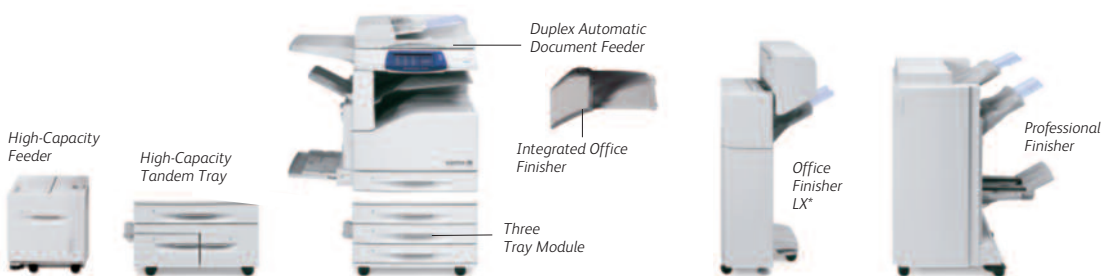 High-Capacity
Feeder
High-Capacity
Tandem Tray
Duplex Automatic
Document Feeder
Integrated Office
Finisher
Three
Tray Module
Office
Finisher
LX*
Professional
Finisher